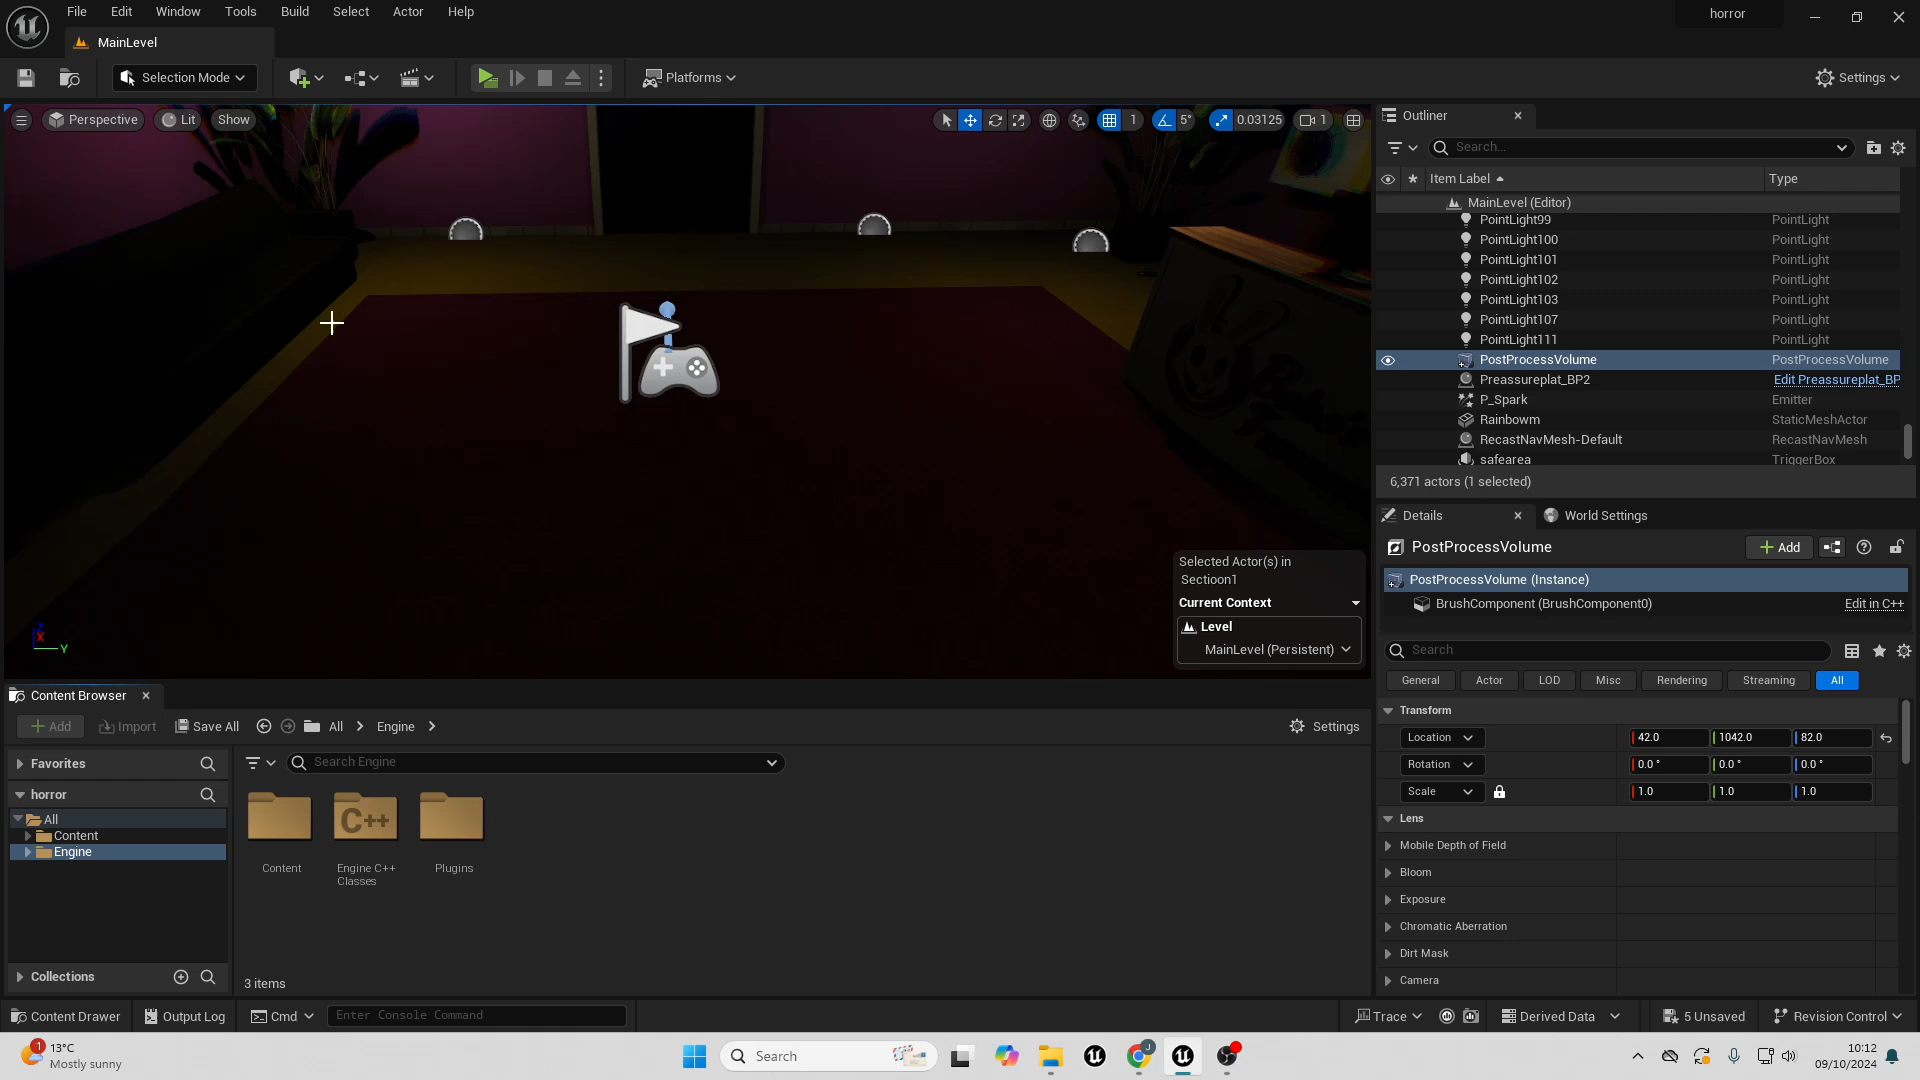 File Edit Window Tools Build Select Actor Help
horror
MainLevel
Selection Mode
Platforms
Settings
Perspective Lit Show
1 5° 0.03125 1
Outliner
Search...
Item Label Type
MainLevel (Editor)
PointLight99 PointLight
PointLight100 PointLight
PointLight101 PointLight
PointLight102 PointLight
PointLight103 PointLight
PointLight107 PointLight
PointLight111 PointLight
PostProcessVolume PostProcessVolume
Preassureplat_BP2 Edit Preassureplat_BP
P_Spark Emitter
Rainbowm StaticMeshActor
RecastNavMesh-Default RecastNavMesh
safearea TriggerBox
6,371 actors (1 selected)
Selected Actor(s) in
Sectioon1
Current Context
Level
MainLevel (Persistent)
X
Y
Details World Settings
PostProcessVolume Add
PostProcessVolume (Instance)
BrushComponent (BrushComponent0) Edit in C++
Search
General Actor LOD Misc Rendering Streaming All
Transform
Location 42.0 1042.0 82.0
Rotation 0.0 ° 0.0 ° 0.0 °
Scale 1.0 1.0 1.0
Lens
Mobile Depth of Field
Bloom
Exposure
Chromatic Aberration
Dirt Mask
Camera
Content Browser
Add Import Save All All Engine Settings
Favorites
Search Engine
horror
All
Content
Engine
C++
Content Engine C++ Classes Plugins
Collections
3 items
Content Drawer Output Log Cmd Enter Console Command Trace Derived Data 5 Unsaved Revision Control
1
13°C
Mostly sunny
Search
J
10:12
09/10/2024